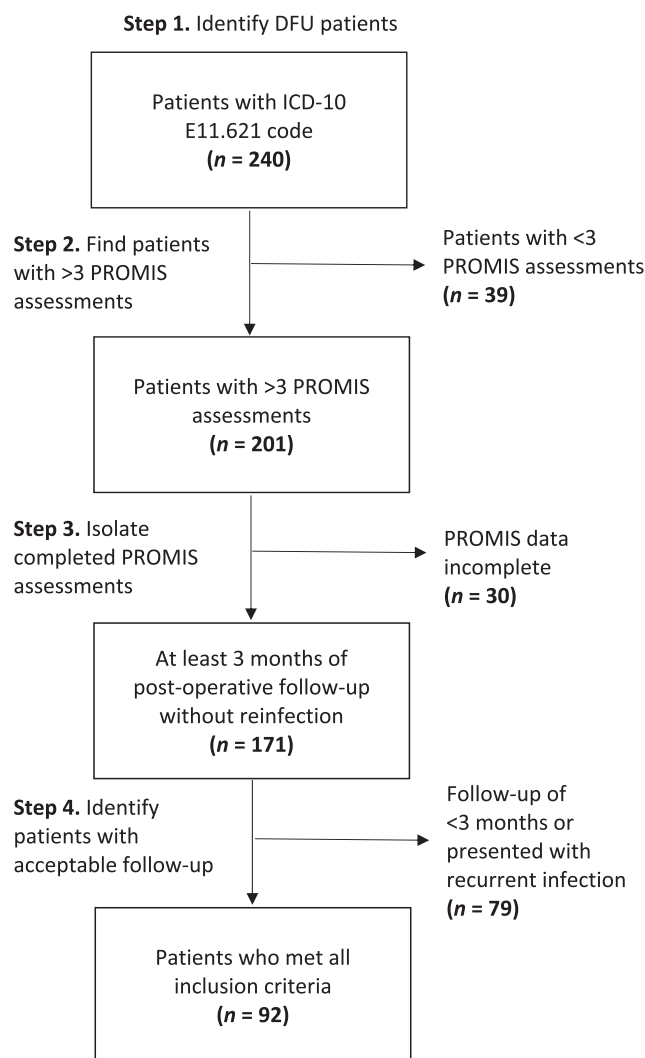 Step 1. Identify DFU patients
Patients with ICD-10
E11.621 code
(n = 240)
Step 2. Find patients
with >3 PROMIS
assessments
Patients with <3
PROMIS assessments
(n = 39)
Patients with >3 PROMIS
assessments
(n = 201)
Step 3. Isolate
completed PROMIS
assessments
PROMIS data
incomplete
(n = 30)
At least 3 months of
post-operative follow-up
without reinfection
(n = 171)
Step 4. Identify
patients with
acceptable follow-up
Follow-up of
<3 months or
presented with
recurrent infection
(n = 79)
Patients who met all
inclusion criteria
(n = 92)